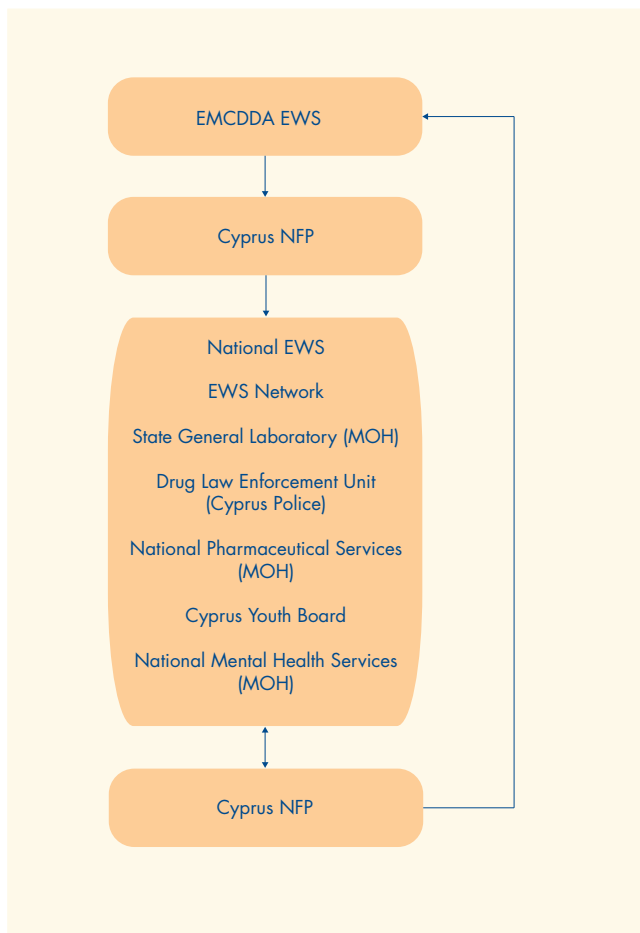 EMCDDA EWS
Cyprus NFP
National EWS
EWS Network
State General Laboratory (MOH)
Drug Law Enforcement Unit
(Cyprus Police)
National Pharmaceutical Services
(MOH)
Cyprus Youth Board
National Mental Health Services
(MOH)
Cyprus NFP